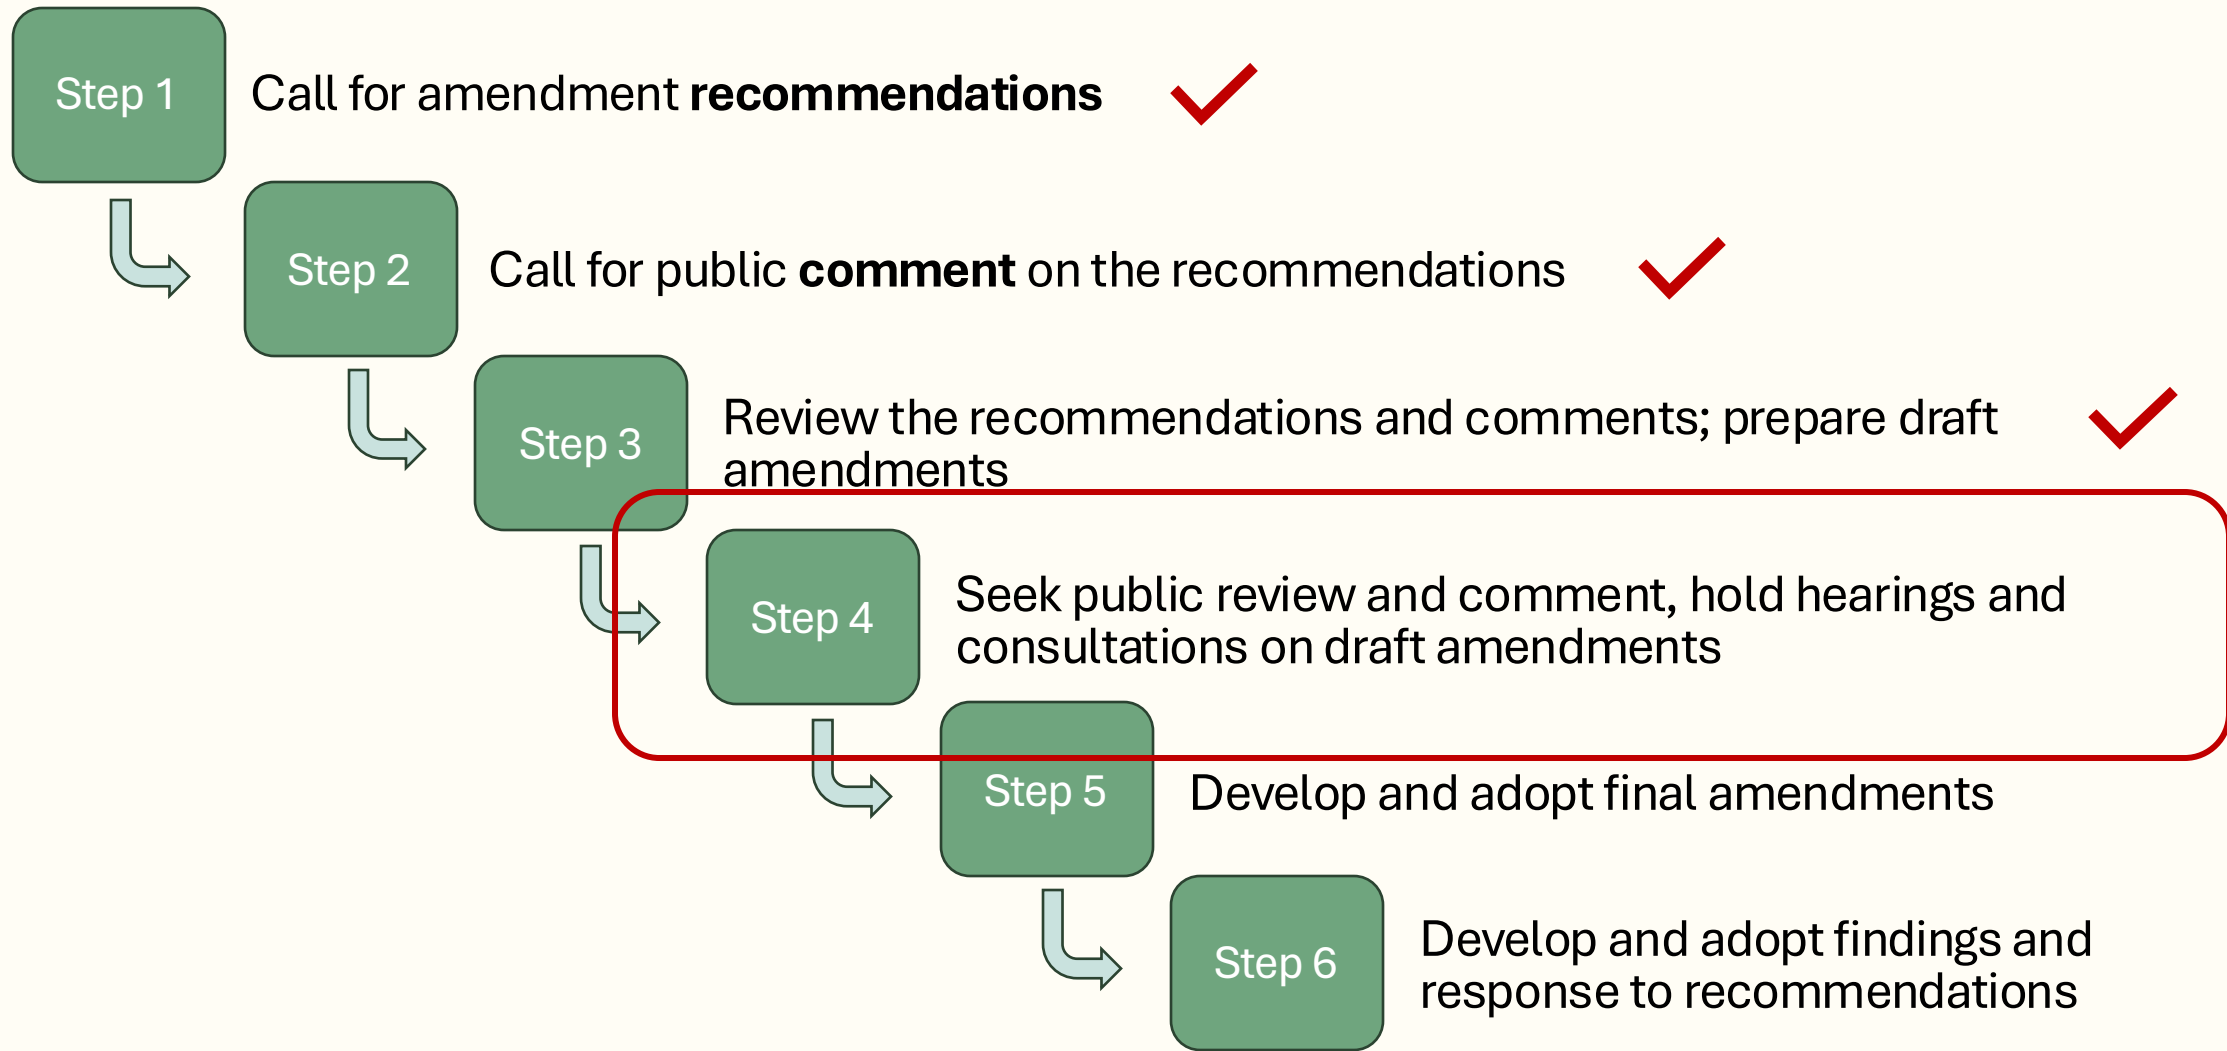 Step 1
Call for amendment recommendations
Step 2
Call for public comment on the recommendations
Step 3
Review the recommendations and comments; prepare draft
amendments
Step 4
Seek public review and comment, hold hearings and
consultations on draft amendments
Step 5
Develop and adopt final amendments
Step 6
Develop and adopt findings and
response to recommendations